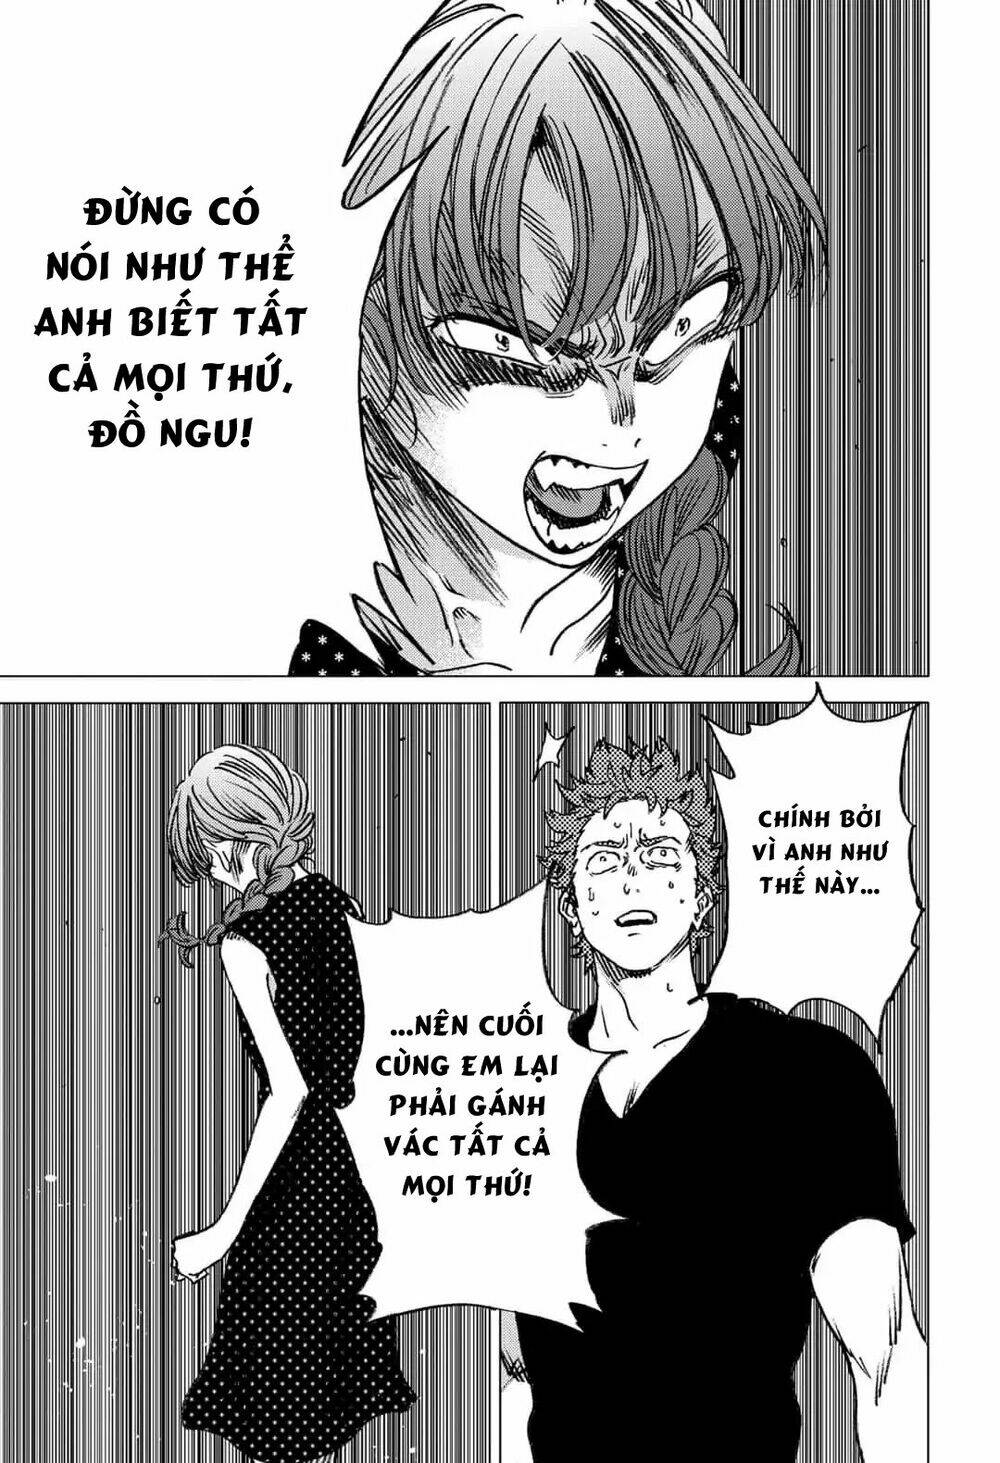 ĐỪNG CÓ
NÓI NHƯ THỂ
ANH BIẾT TẤT
CẢ MỌI THỨ,
ĐỒ NGU!
CHÍNH BỞI
VÌ ANH NHƯ
THẾ NÀY...
...NÊN CUỐI
CÙNG EM LẠI
PHẢI GÁNH
VÁC TẤT CẢ
MỌI THỨ!